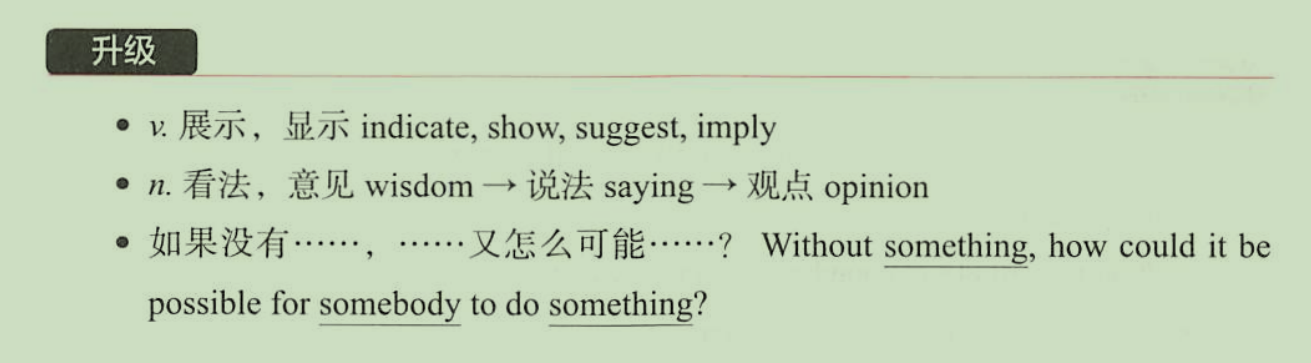 升级
• v. 展示，显示 indicate, show, suggest, imply
• n. 看法，意见 wisdom → 说法 saying → 观点 opinion
• 如果没有……，……又怎么可能……？ Without something, how could it be
possible for somebody to do something?